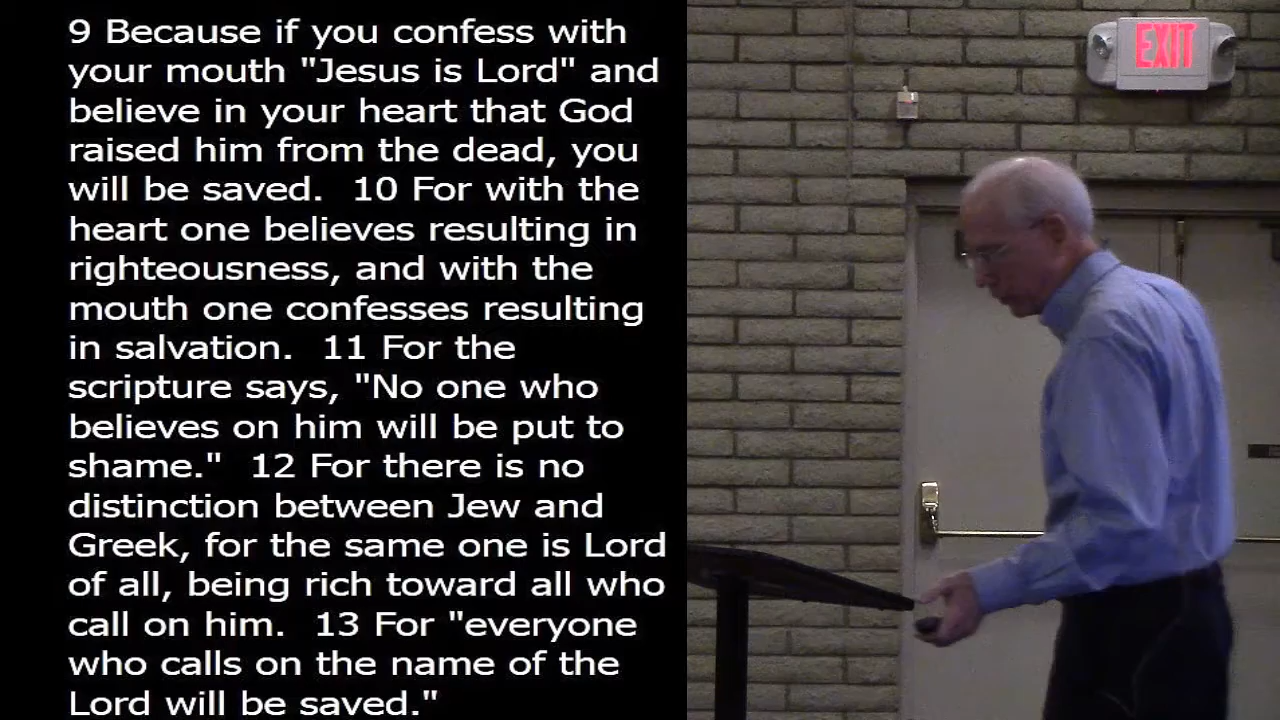 9 Because if you confess with
your mouth "Jesus is Lord" and
believe in your heart that God
raised him from the dead, you
will be saved.  10 For with the
heart one believes resulting in
righteousness, and with the
mouth one confesses resulting
in salvation.  11 For the
scripture says, "No one who
believes on him will be put to
shame."  12 For there is no
distinction between Jew and
Greek, for the same one is Lord
of all, being rich toward all who
call on him.  13 For "everyone
who calls on the name of the
Lord will be saved."
EXIT